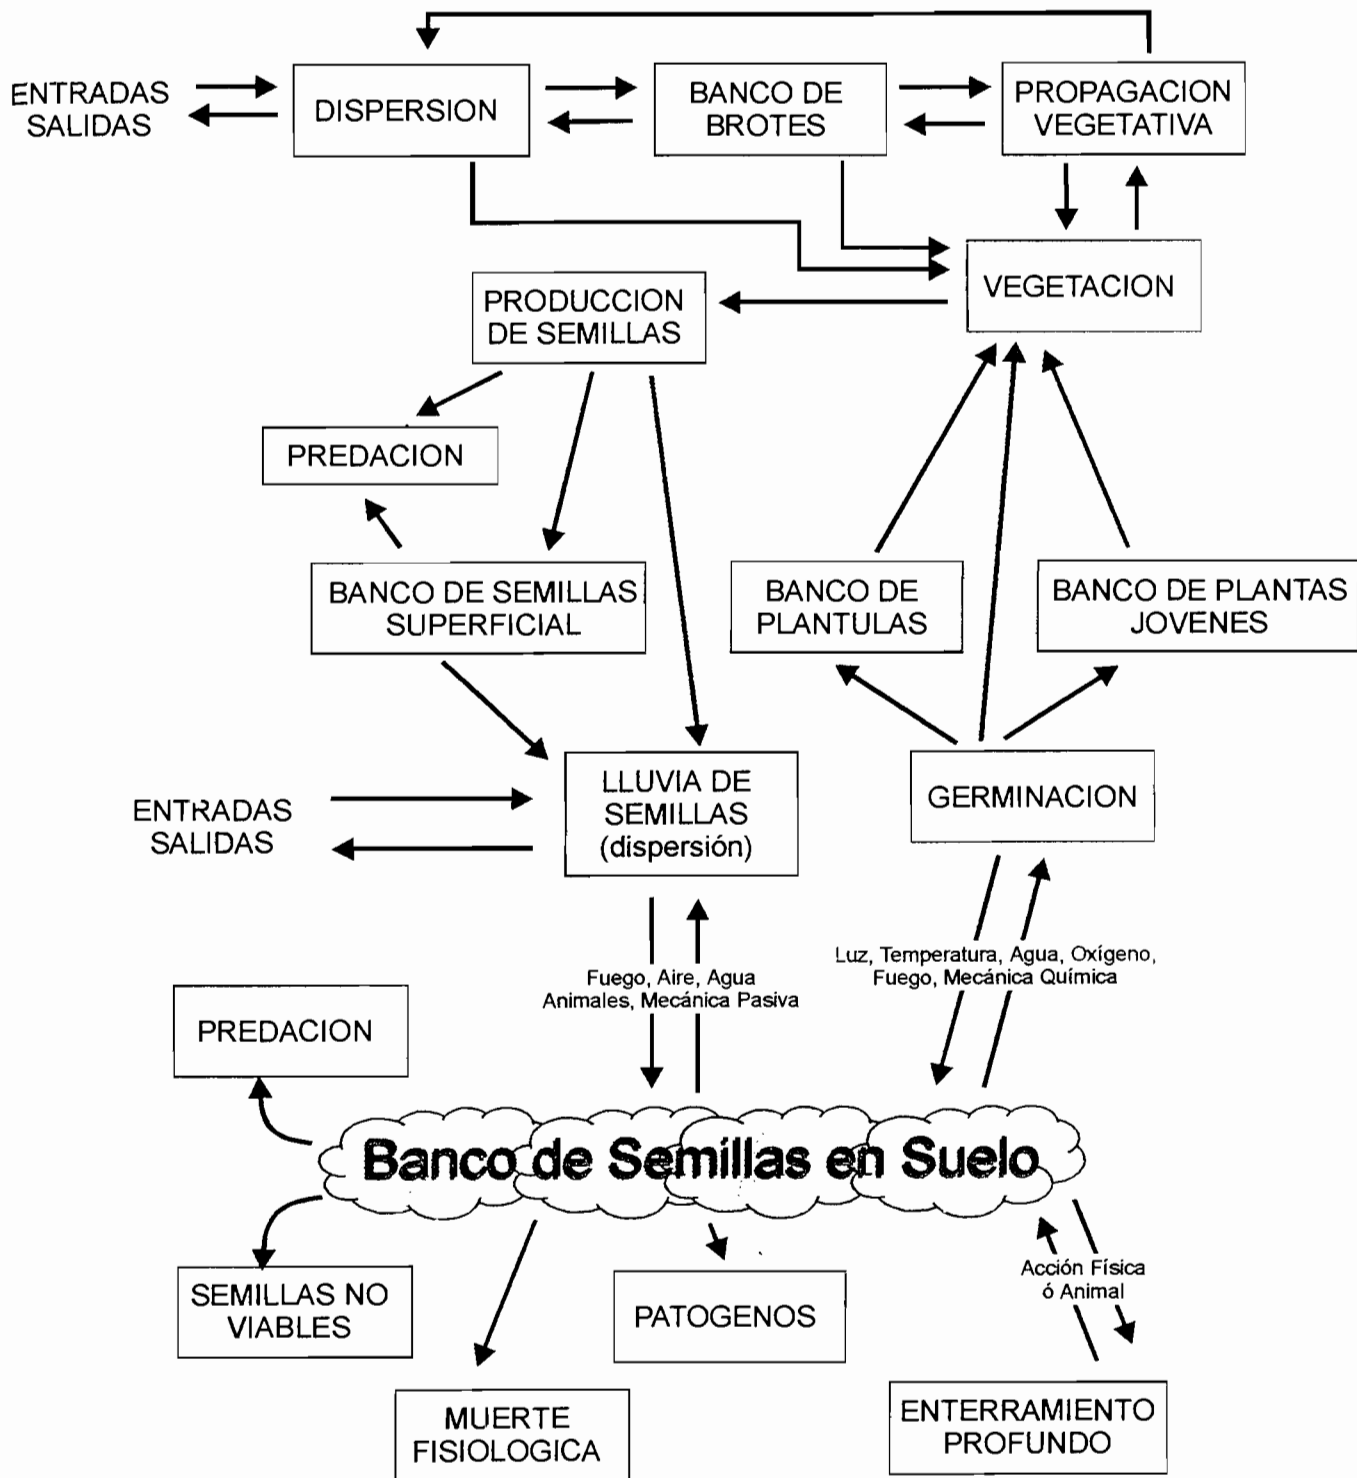 ENTRADAS
SALIDAS
DISPERSION
BANCO DE
BROTES
PROPAGACION
VEGETATIVA
VEGETACION
PRODUCCION
DE SEMILLAS
PREDACION
BANCO DE SEMILLAS
SUPERFICIAL
BANCO DE
PLANTULAS
BANCO DE PLANTAS
JOVENES
ENTRADAS
SALIDAS
LLUVIA DE
SEMILLAS
(dispersión)
GERMINACION
Fuego, Aire, Agua
Animales, Mecánica Pasiva
Luz, Temperatura, Agua, Oxígeno,
Fuego, Mecánica Química
PREDACION
Banco de Semillas en Suelo
SEMILLAS NO
VIABLES
MUERTE
FISIOLOGICA
PATOGENOS
Acción Física
ó Animal
ENTERRAMIENTO
PROFUNDO